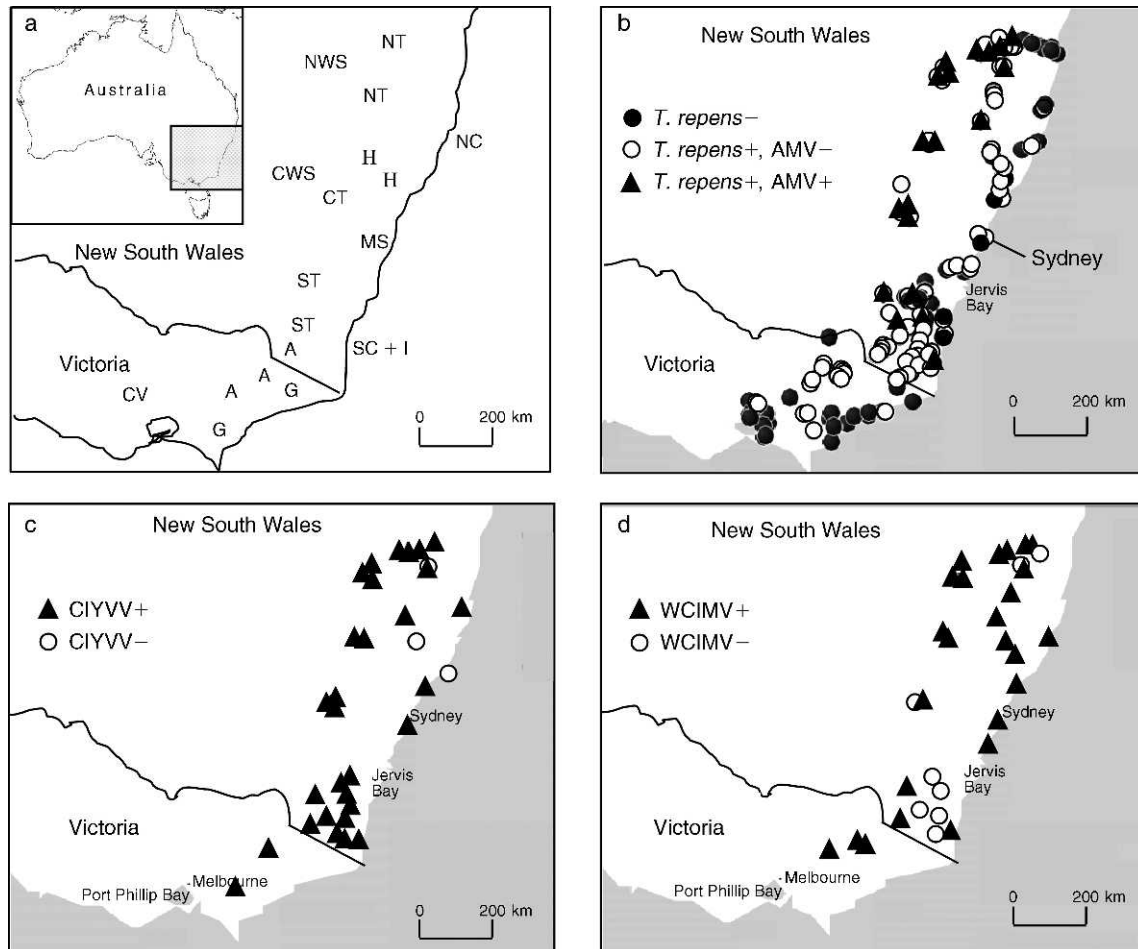 a
Australia
NT
NWS
NT
NC
H
CWS
H
CT
New South Wales
MS
ST
ST
A
SC + I
Victoria
A
CV
A
G
G
0 200 km
b
New South Wales
T. repens−
T. repens+, AMV−
T. repens+, AMV+
Sydney
Jervis
Bay
Victoria
0 200 km
c
New South Wales
ClYVV+
ClYVV−
Sydney
Jervis
Bay
Victoria
Melbourne
Port Phillip Bay
0 200 km
d
New South Wales
WClMV+
WClMV−
Sydney
Jervis
Bay
Victoria
Melbourne
Port Phillip Bay
0 200 km